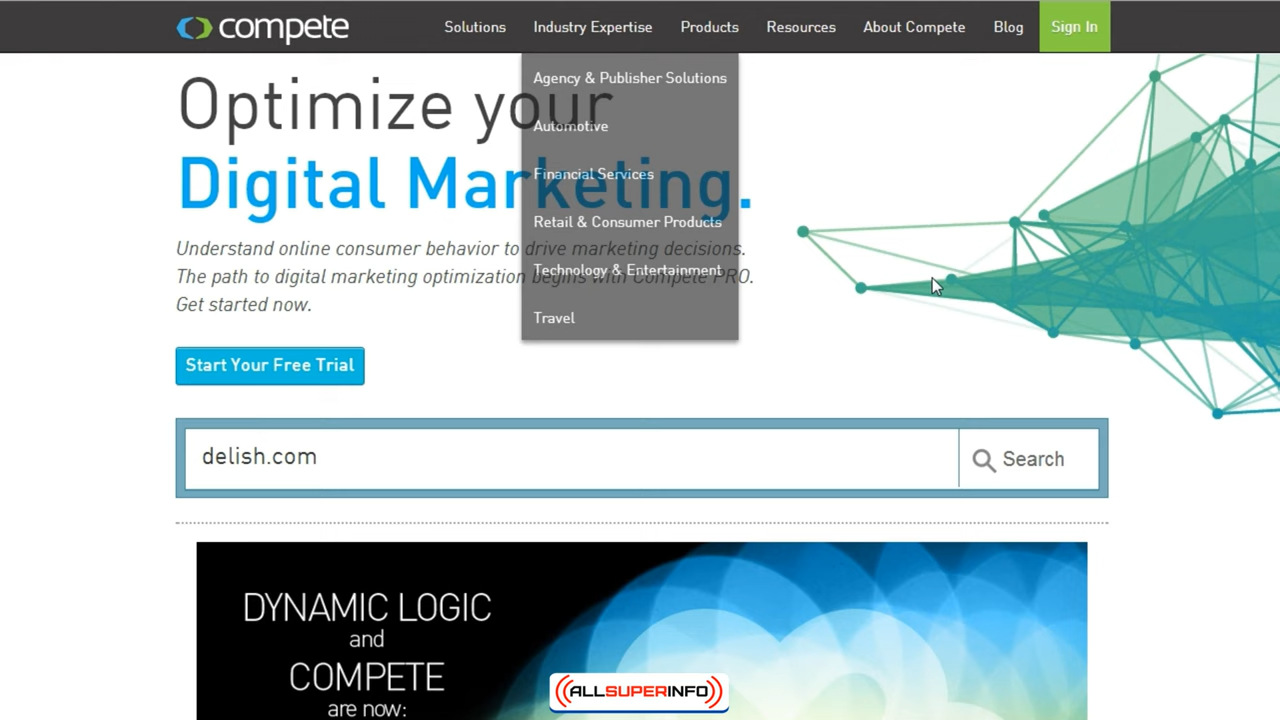 compete
Solutions
Industry Expertise
Products
Resources
About Compete
Blog
Sign In
Agency & Publisher Solutions
Automotive
Financial Services
Retail & Consumer Products
Technology & Entertainment
Travel
Optimize your
Digital Marketing.
Understand online consumer behavior to drive marketing decisions.
The path to digital marketing optimization begins with Compete PRO.
Get started now.
Start Your Free Trial
delish.com
Search
DYNAMIC LOGIC
and
COMPETE
are now:
ALLSUPERINFO